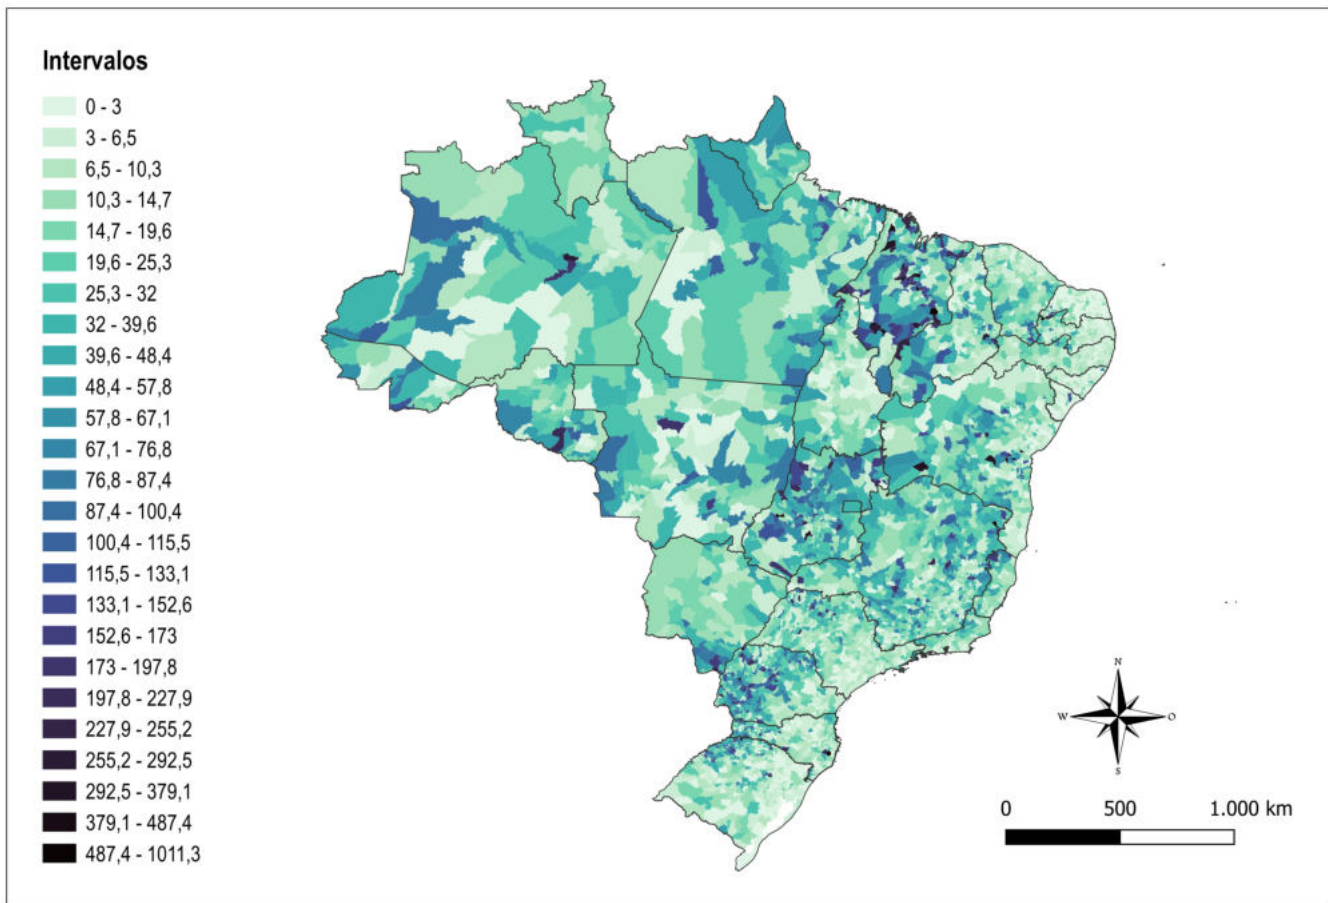 Intervalos
0 - 3
3 - 6,5
6,5 - 10,3
10,3 - 14,7
14,7 - 19,6
19,6 - 25,3
25,3 - 32
32 - 39,6
39,6 - 48,4
48,4 - 57,8
57,8 - 67,1
67,1 - 76,8
76,8 - 87,4
87,4 - 100,4
100,4 - 115,5
115,5 - 133,1
133,1 - 152,6
152,6 - 173
173 - 197,8
197,8 - 227,9
227,9 - 255,2
255,2 - 292,5
292,5 - 379,1
379,1 - 487,4
487,4 - 1011,3
N
W O
S
0 500 1.000 km